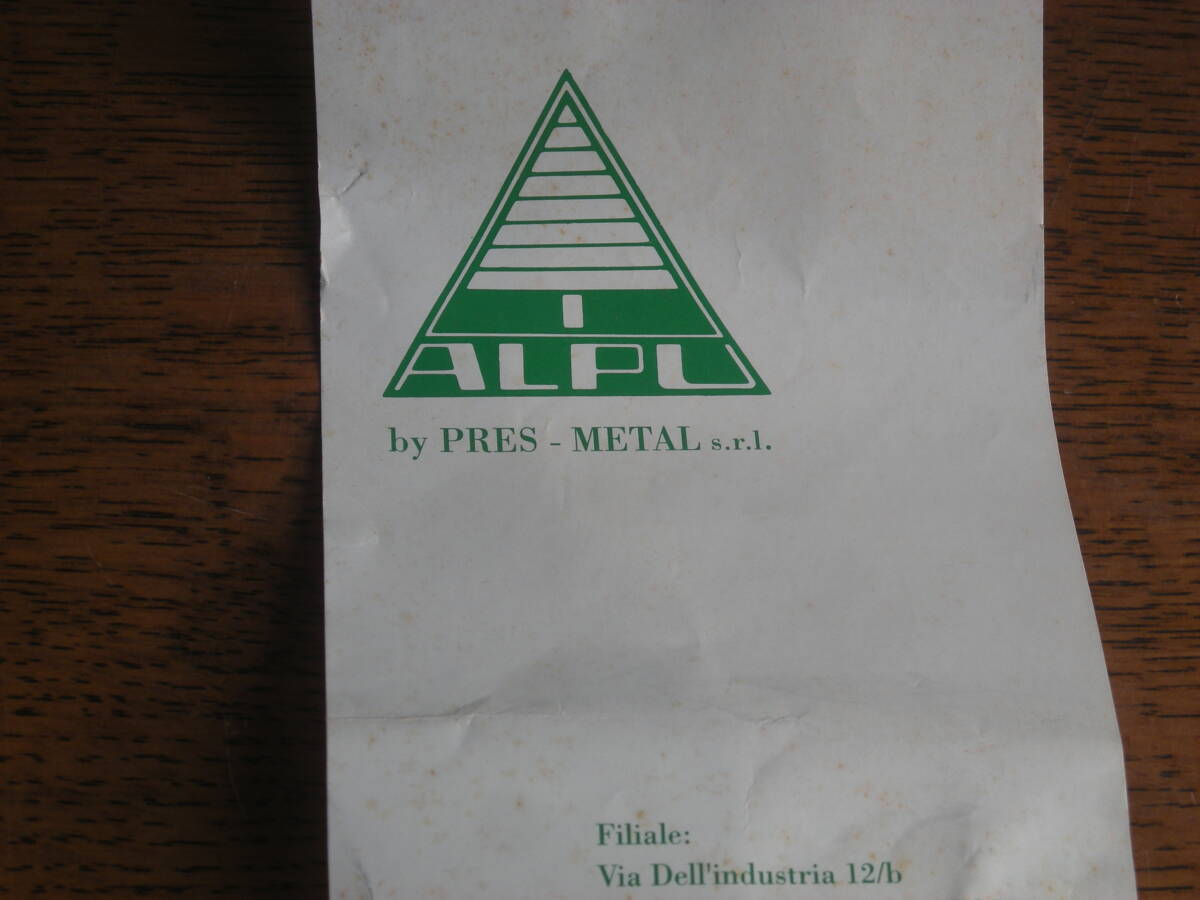 I
ALPU
by PRES - METAL s.r.l.
Filiale:
Via Dell'industria 12/b